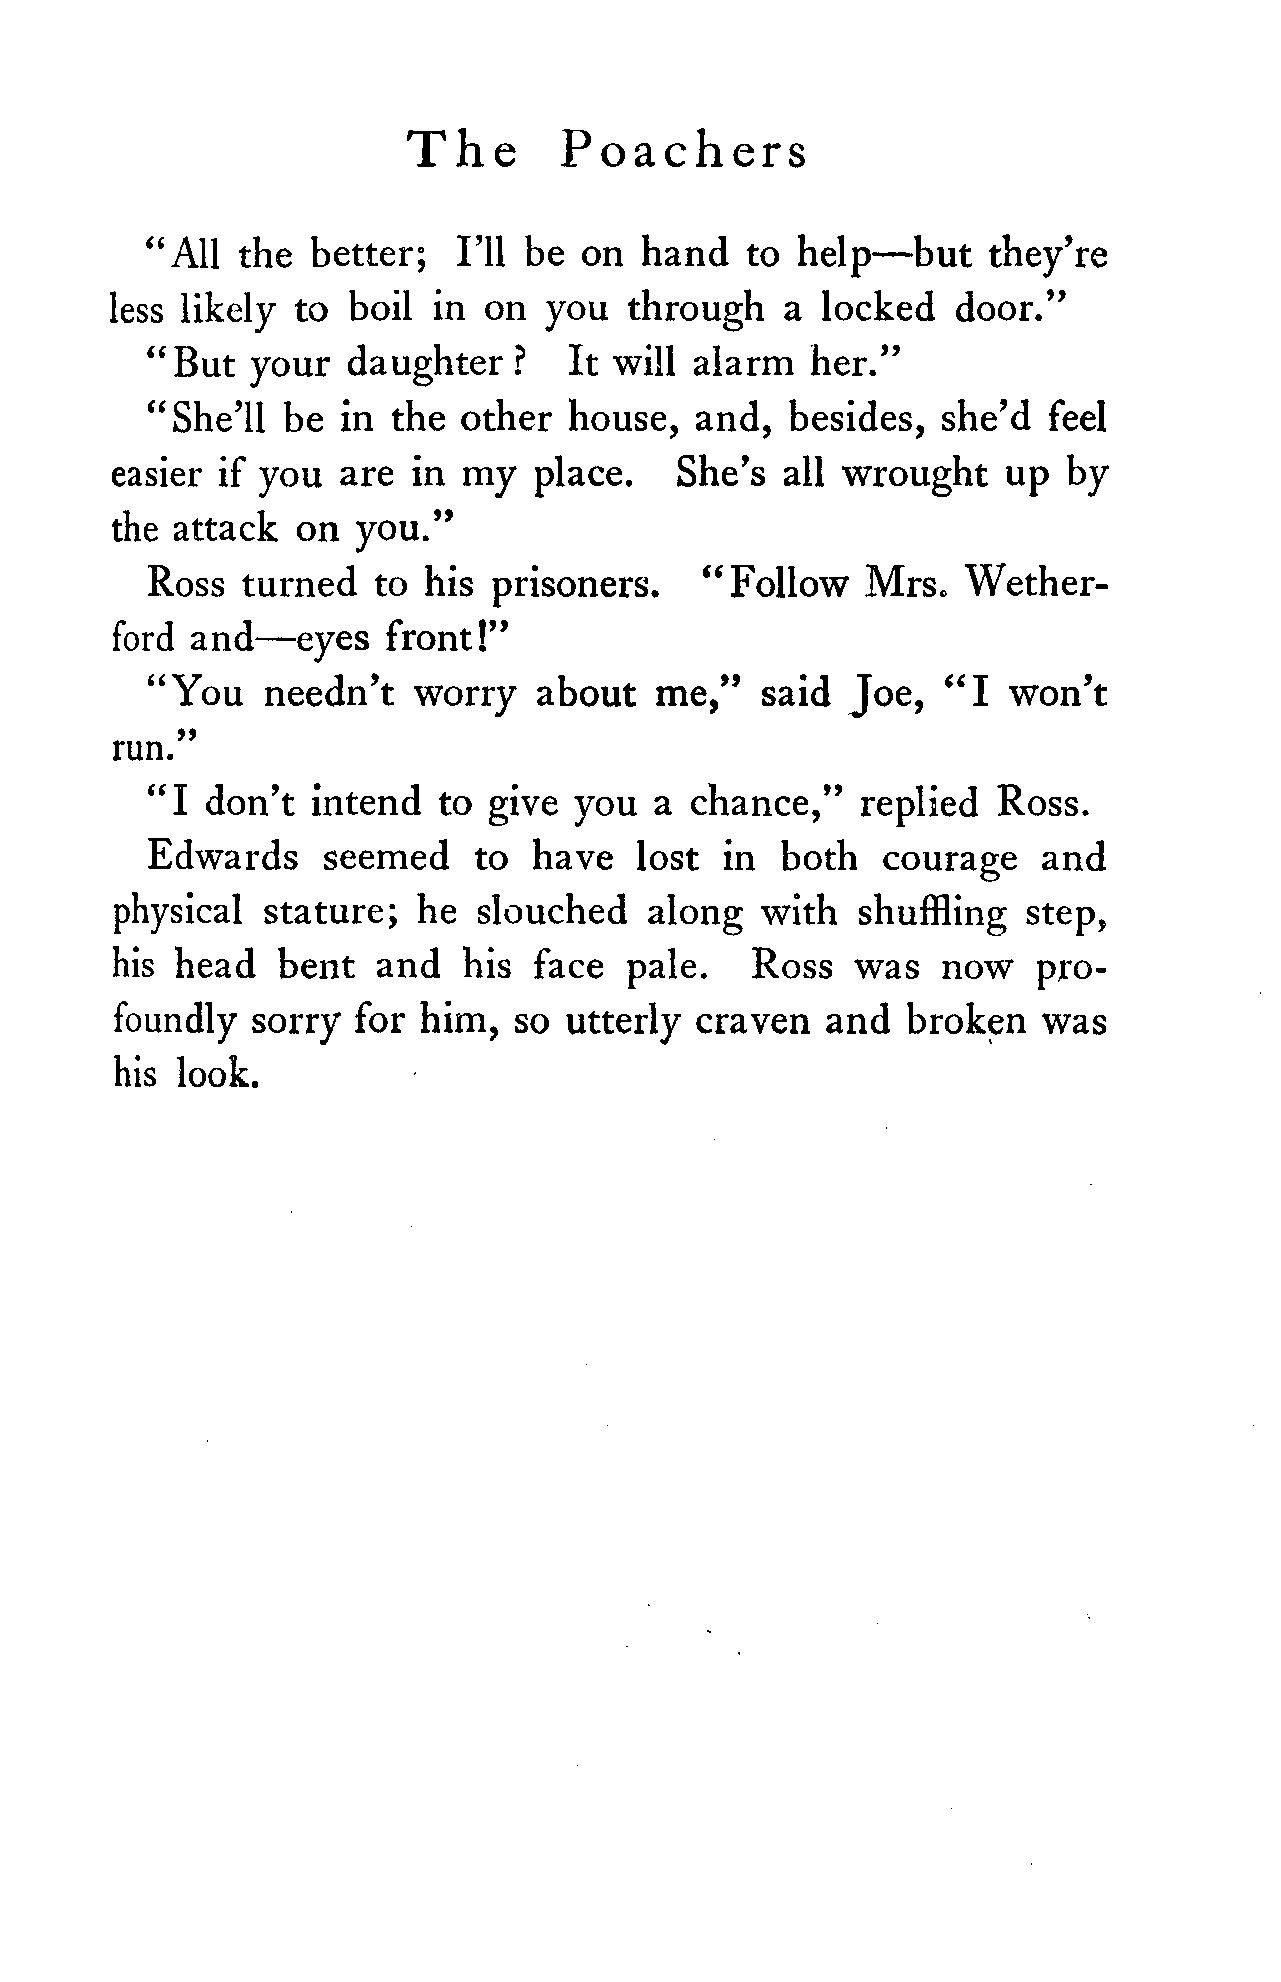 The Poachers
"All the better; I'll be on hand to help—but they're
less likely to boil in on you through a locked door."
"But your daughter? It will alarm her."
"She'll be in the other house, and, besides, she'd feel
easier if you are in my place. She's all wrought up by
the attack on you."
Ross turned to his prisoners. "Follow Mrs. Wether-
ford and—eyes front!"
"You needn't worry about me," said Joe, "I won't
run."
"I don't intend to give you a chance," replied Ross.
Edwards seemed to have lost in both courage and
physical stature; he slouched along with shuffling step,
his head bent and his face pale. Ross was now pro-
foundly sorry for him, so utterly craven and broken was
his look.